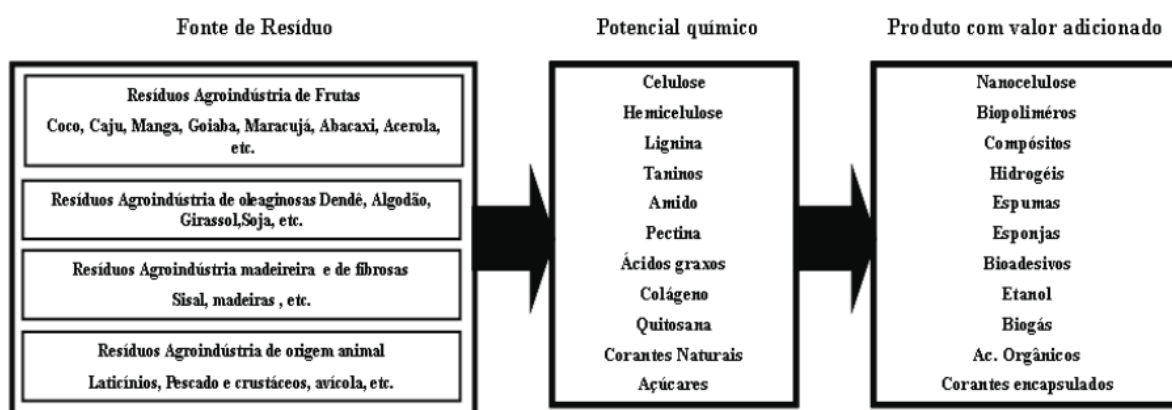 Fonte de Resíduo
Resíduos Agroindústria de Frutas
Coco, Caju, Manga, Goiaba, Maracujá, Abacaxi, Acerola,
etc.
Resíduos Agroindústria de oleaginosas Dendê, Algodão,
Girassol,Soja, etc.
Resíduos Agroindústria madeireira e de fibrosas
Sisal, madeiras , etc.
Resíduos Agroindústria de origem animal
Laticínios, Pescado e crustáceos, avícola, etc.
Potencial químico
Celulose
Hemicelulose
Lignina
Taninos
Amido
Pectina
Ácidos graxos
Colágeno
Quitosana
Corantes Naturais
Açúcares
Produto com valor adicionado
Nanocelulose
Biopoliméros
Compósitos
Hidrogéis
Espumas
Esponjas
Bioadesivos
Etanol
Biogás
Ac. Orgânicos
Corantes encapsulados